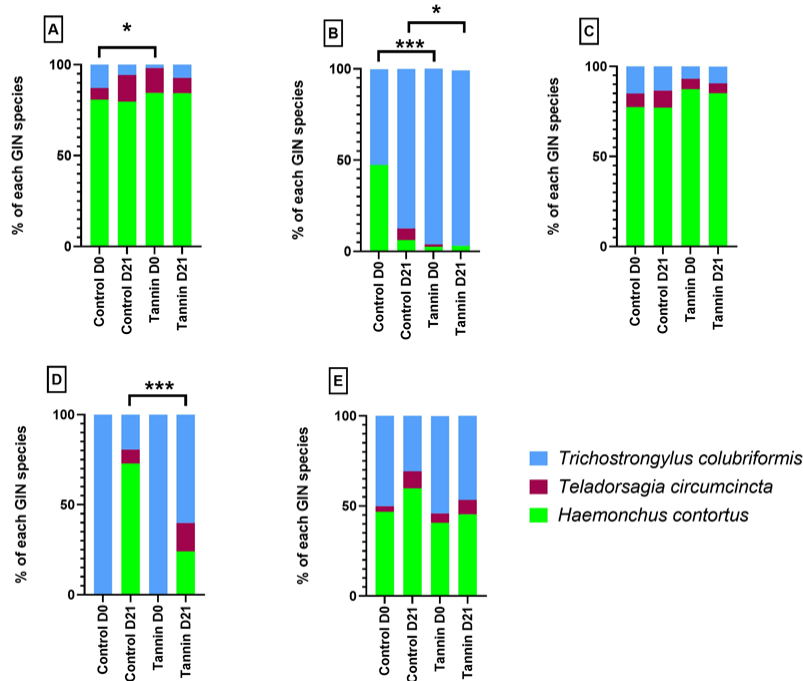 A
*
% of each GIN species
100
50
0
Control D0
Control D21
Tannin D0
Tannin D21
B
*
***
% of each GIN species
100
50
0
Control D0
Control D21
Tannin D0
Tannin D21
C
% of each GIN species
100
50
0
Control D0
Control D21
Tannin D0
Tannin D21
D
***
% of each GIN species
100
50
0
Control D0
Control D21
Tannin D0
Tannin D21
E
% of each GIN species
100
50
0
Control D0
Control D21
Tannin D0
Tannin D21
Trichostrongylus colubriformis
Teladorsagia circumcincta
Haemonchus contortus